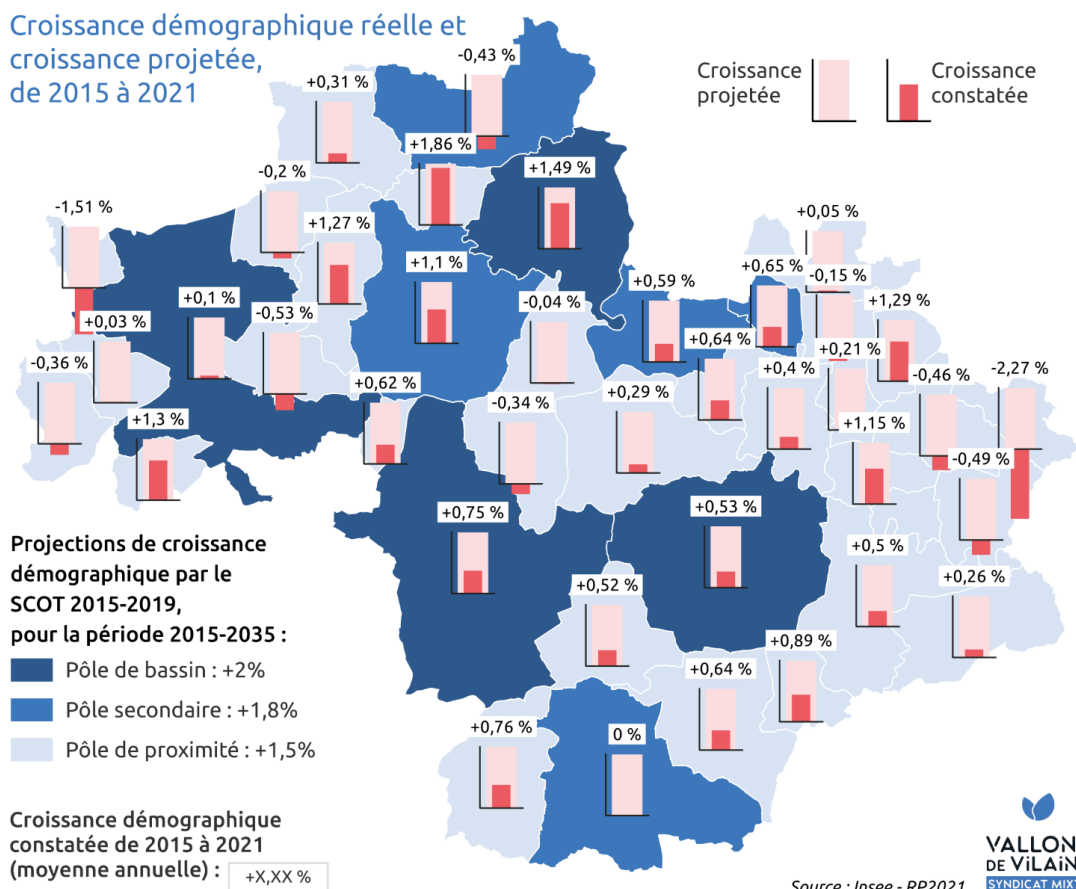 Croissance démographique réelle et
croissance projetée,
de 2015 à 2021
Croissance
projetée
Croissance
constatée
-0,43 %
+0,31 %
+1,86 %
+1,49 %
-0,2 %
-1,51 %
+1,27 %
+0,05 %
+1,1 %
+0,59 %
+0,65 %
-0,15 %
+0,1 %
-0,53 %
-0,04 %
+1,29 %
+0,03 %
+0,64 %
+0,21 %
-0,36 %
+0,62 %
+0,29 %
+0,4 %
-0,46 %
-2,27 %
-0,34 %
+1,3 %
+1,15 %
-0,49 %
+0,75 %
+0,53 %
+0,5 %
+0,26 %
+0,52 %
+0,89 %
+0,64 %
+0,76 %
0 %
Projections de croissance
démographique par le
SCOT 2015-2019,
pour la période 2015-2035 :
Pôle de bassin : +2%
Pôle secondaire : +1,8%
Pôle de proximité : +1,5%
Croissance démographique
constatée de 2015 à 2021
(moyenne annuelle) :
+X,XX %
Source : Insee - RP2021
VALLON
DE ViLAiN
SYNDICAT MIXT